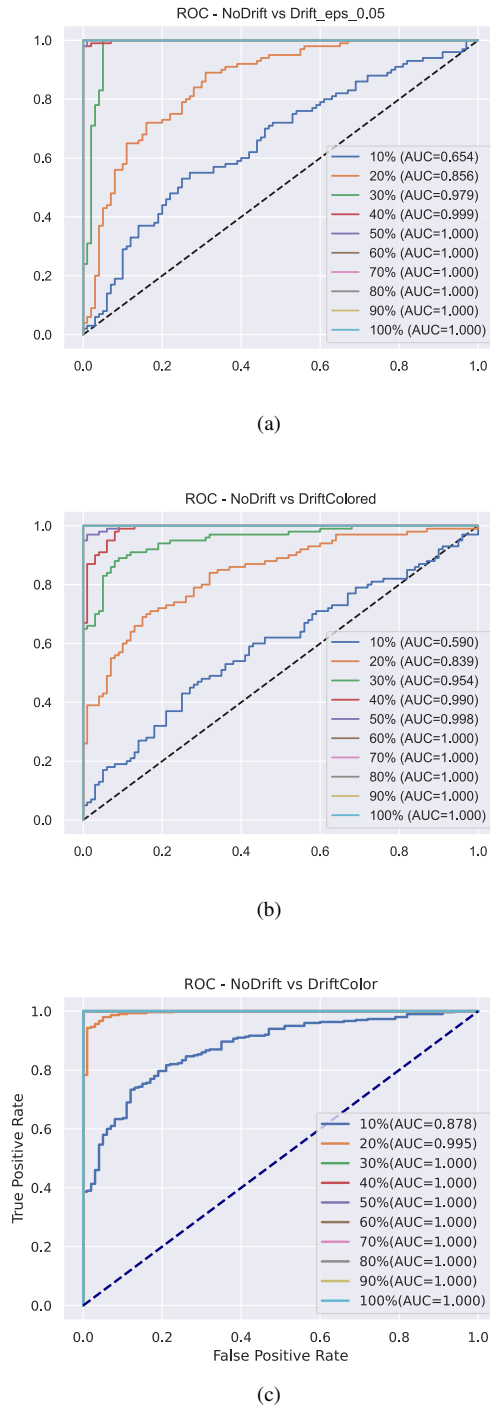 ROC - NoDrift vs Drift_eps_0.05
1.0
0.8
0.6
0.4
0.2
0.0
10% (AUC=0.654)
20% (AUC=0.856)
30% (AUC=0.979)
40% (AUC=0.999)
50% (AUC=1.000)
60% (AUC=1.000)
70% (AUC=1.000)
80% (AUC=1.000)
90% (AUC=1.000)
100% (AUC=1.000)
0.0 0.2 0.4 0.6 0.8 1.0
(a)
ROC - NoDrift vs DriftColored
1.0
0.8
0.6
0.4
0.2
0.0
10% (AUC=0.590)
20% (AUC=0.839)
30% (AUC=0.954)
40% (AUC=0.990)
50% (AUC=0.998)
60% (AUC=1.000)
70% (AUC=1.000)
80% (AUC=1.000)
90% (AUC=1.000)
100% (AUC=1.000)
0.0 0.2 0.4 0.6 0.8 1.0
(b)
ROC - NoDrift vs DriftColor
True Positive Rate
1.0
0.8
0.6
0.4
0.2
0.0
10%(AUC=0.878)
20%(AUC=0.995)
30%(AUC=1.000)
40%(AUC=1.000)
50%(AUC=1.000)
60%(AUC=1.000)
70%(AUC=1.000)
80%(AUC=1.000)
90%(AUC=1.000)
100%(AUC=1.000)
0.0 0.2 0.4 0.6 0.8 1.0
False Positive Rate
(c)